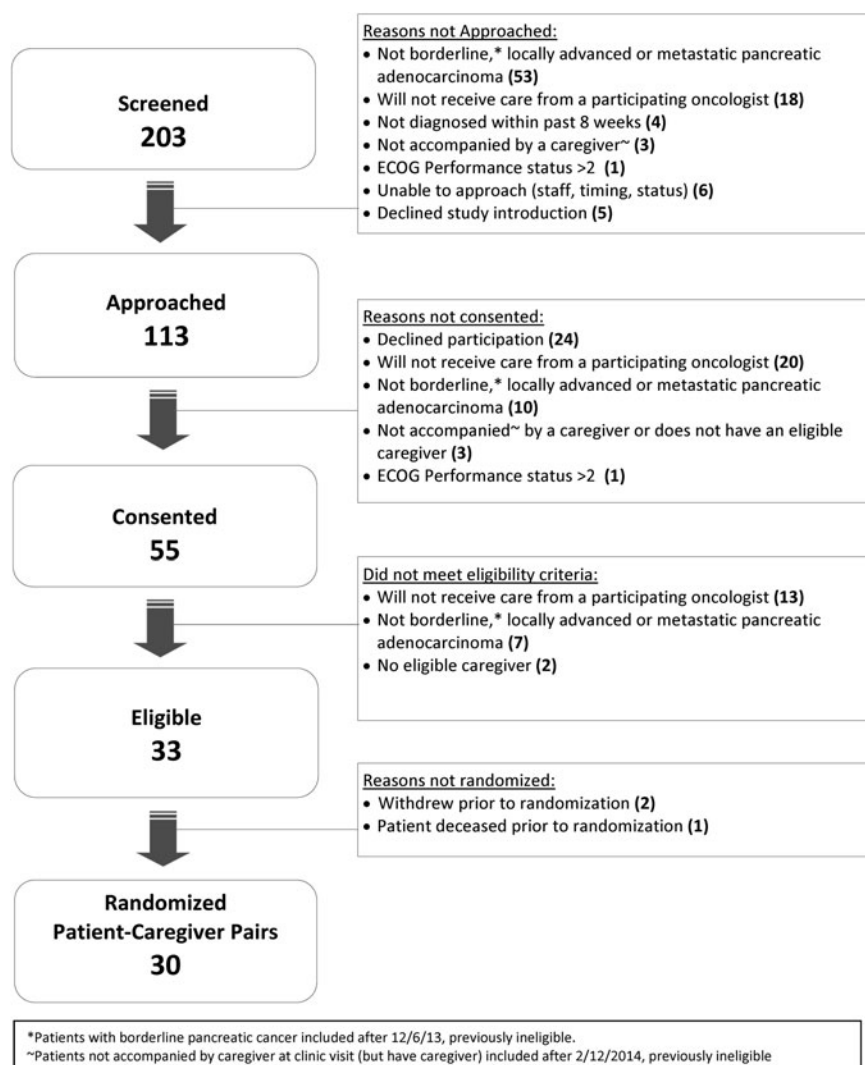 Screened
203
Reasons not Approached:
• Not borderline,* locally advanced or metastatic pancreatic
adenocarcinoma (53)
• Will not receive care from a participating oncologist (18)
• Not diagnosed within past 8 weeks (4)
• Not accompanied by a caregiver~ (3)
• ECOG Performance status >2 (1)
• Unable to approach (staff, timing, status) (6)
• Declined study introduction (5)
Approached
113
Reasons not consented:
• Declined participation (24)
• Will not receive care from a participating oncologist (20)
• Not borderline,* locally advanced or metastatic pancreatic
adenocarcinoma (10)
• Not accompanied~ by a caregiver or does not have an eligible
caregiver (3)
• ECOG Performance status >2 (1)
Consented
55
Did not meet eligibility criteria:
• Will not receive care from a participating oncologist (13)
• Not borderline,* locally advanced or metastatic pancreatic
adenocarcinoma (7)
• No eligible caregiver (2)
Eligible
33
Reasons not randomized:
• Withdrew prior to randomization (2)
• Patient deceased prior to randomization (1)
Randomized
Patient-Caregiver Pairs
30
*Patients with borderline pancreatic cancer included after 12/6/13, previously ineligible.
~Patients not accompanied by caregiver at clinic visit (but have caregiver) included after 2/12/2014, previously ineligible